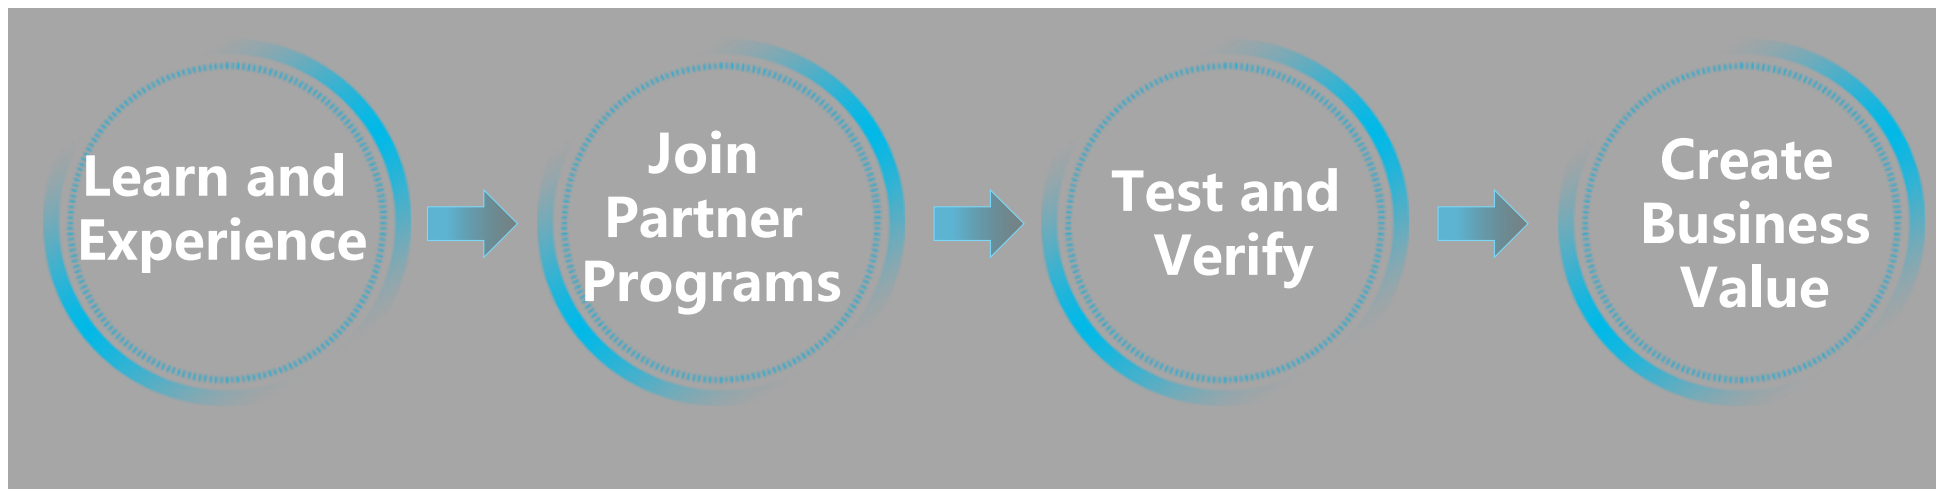 Learn and
Experience
Join
Partner
Programs
Test and
Verify
Create
Business
Value